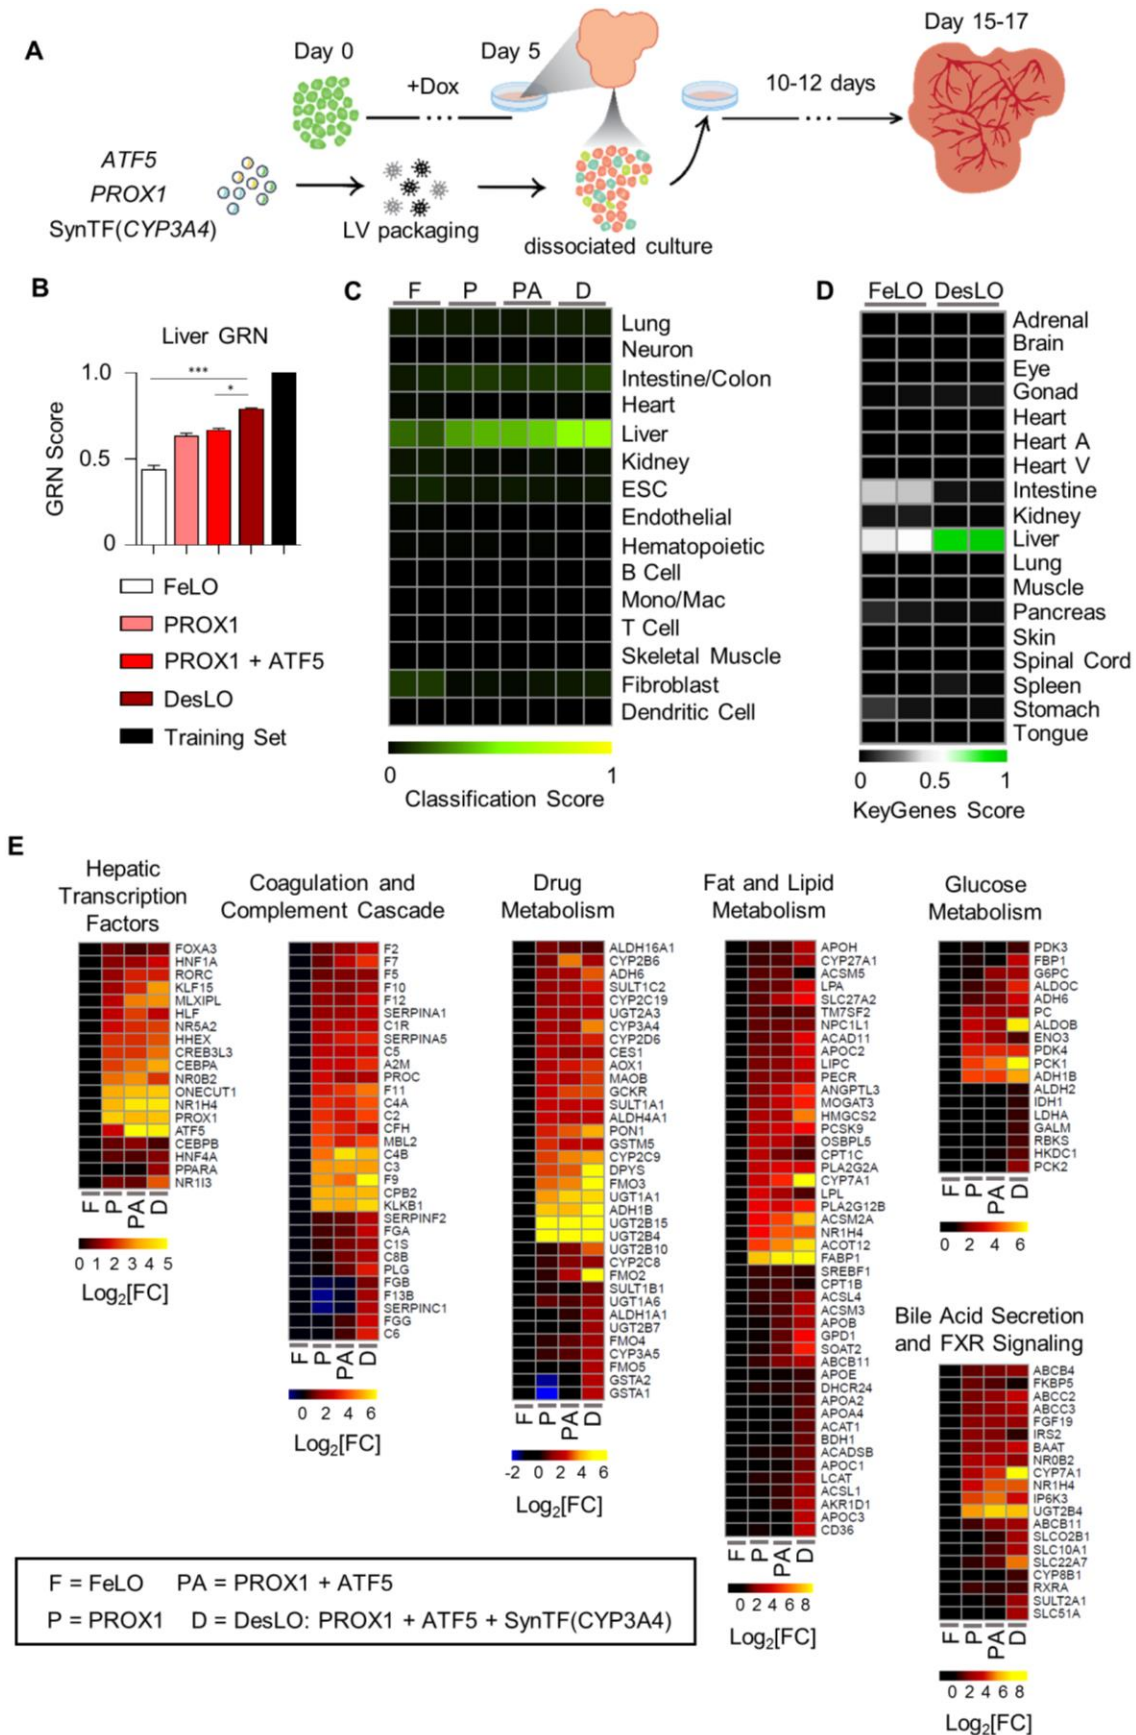 A
Day 0
+Dox
Day 5
10-12 days
Day 15-17
ATF5
PROX1
SynTF(CYP3A4)
LV packaging
dissociated culture
B
Liver GRN
***
*
1.0
0.5
0
GRN Score
FeLO
PROX1
PROX1 + ATF5
DesLO
Training Set
C
F P PA D
Lung
Neuron
Intestine/Colon
Heart
Liver
Kidney
ESC
Endothelial
Hematopoietic
B Cell
Mono/Mac
T Cell
Skeletal Muscle
Fibroblast
Dendritic Cell
0 1
Classification Score
D
FeLO DesLO
Adrenal
Brain
Eye
Gonad
Heart
Heart A
Heart V
Intestine
Kidney
Liver
Lung
Muscle
Pancreas
Skin
Spinal Cord
Spleen
Stomach
Tongue
0 0.5 1
KeyGenes Score
E
Hepatic
Transcription
Factors
FOXA3
HNF1A
RORC
KLF15
MLXIPL
HLF
NR5A2
HHEX
CREB3L3
CEBPA
NR0B2
ONECUT1
NR1H4
PROX1
ATF5
CEBPB
HNF4A
PPARA
NR1I3
F P PA D
0 1 2 3 4 5
Log2[FC]
Coagulation and
Complement Cascade
F2
F7
F5
F10
F12
SERPINA1
C1R
SERPINA5
C5
A2M
PROC
F11
C4A
C2
CFH
MBL2
C4B
C3
F9
CPB2
KLKB1
SERPINF2
FGA
C1S
C8B
PLG
FGB
F13B
SERPINC1
FGG
C6
F P PA D
0 2 4 6
Log2[FC]
Drug
Metabolism
ALDH16A1
CYP2B6
ADH6
SULT1C2
CYP2C19
UGT2A3
CYP3A4
CYP2D6
CES1
AOX1
MAOB
GCKR
SULT1A1
ALDH4A1
PON1
GSTM5
CYP2C9
DPYS
FMO3
UGT1A1
ADH1B
UGT2B15
UGT2B4
UGT2B10
CYP2C8
FMO2
SULT1B1
UGT1A6
ALDH1A1
UGT2B7
FMO4
CYP3A5
FMO5
GSTA2
GSTA1
F P PA D
-2 0 2 4 6
Log2[FC]
Fat and Lipid
Metabolism
APOH
CYP27A1
ACSM5
LPA
SLC27A2
TM7SF2
NPC1L1
ACAD11
APOC2
LIPC
PECR
ANGPTL3
MOGAT3
HMGCS2
PCSK9
OSBPL5
CPT1C
PLA2G2A
CYP7A1
LPL
PLA2G12B
ACSM2A
NR1H4
ACOT12
FABP1
SREBF1
CPT1B
ACSL4
ACSM3
APOB
GPD1
SOAT2
ABCB11
APOE
DHCR24
APOA2
APOA4
ACAT1
BDH1
ACADSB
APOC1
LCAT
ACSL1
AKR1D1
APOC3
CD36
F P PA D
0 2 4 6 8
Log2[FC]
Glucose
Metabolism
PDK3
FBP1
G6PC
ALDOC
ADH6
PC
ALDOB
ENO3
PDK4
PCK1
ADH1B
ALDH2
IDH1
LDHA
GALM
RBKS
HKDC1
PCK2
F P PA D
0 2 4 6
Log2[FC]
Bile Acid Secretion
and FXR Signaling
ABCB4
FKBP5
ABCC2
ABCC3
FGF19
IRS2
BAAT
NR0B2
CYP7A1
NR1H4
IP6K3
UGT2B4
ABCB11
SLCO2B1
SLC10A1
SLC22A7
CYP8B1
RXRA
SULT2A1
SLC51A
F P PA D
0 2 4 6 8
Log2[FC]
F = FeLO PA = PROX1 + ATF5
P = PROX1 D = DesLO: PROX1 + ATF5 + SynTF(CYP3A4)